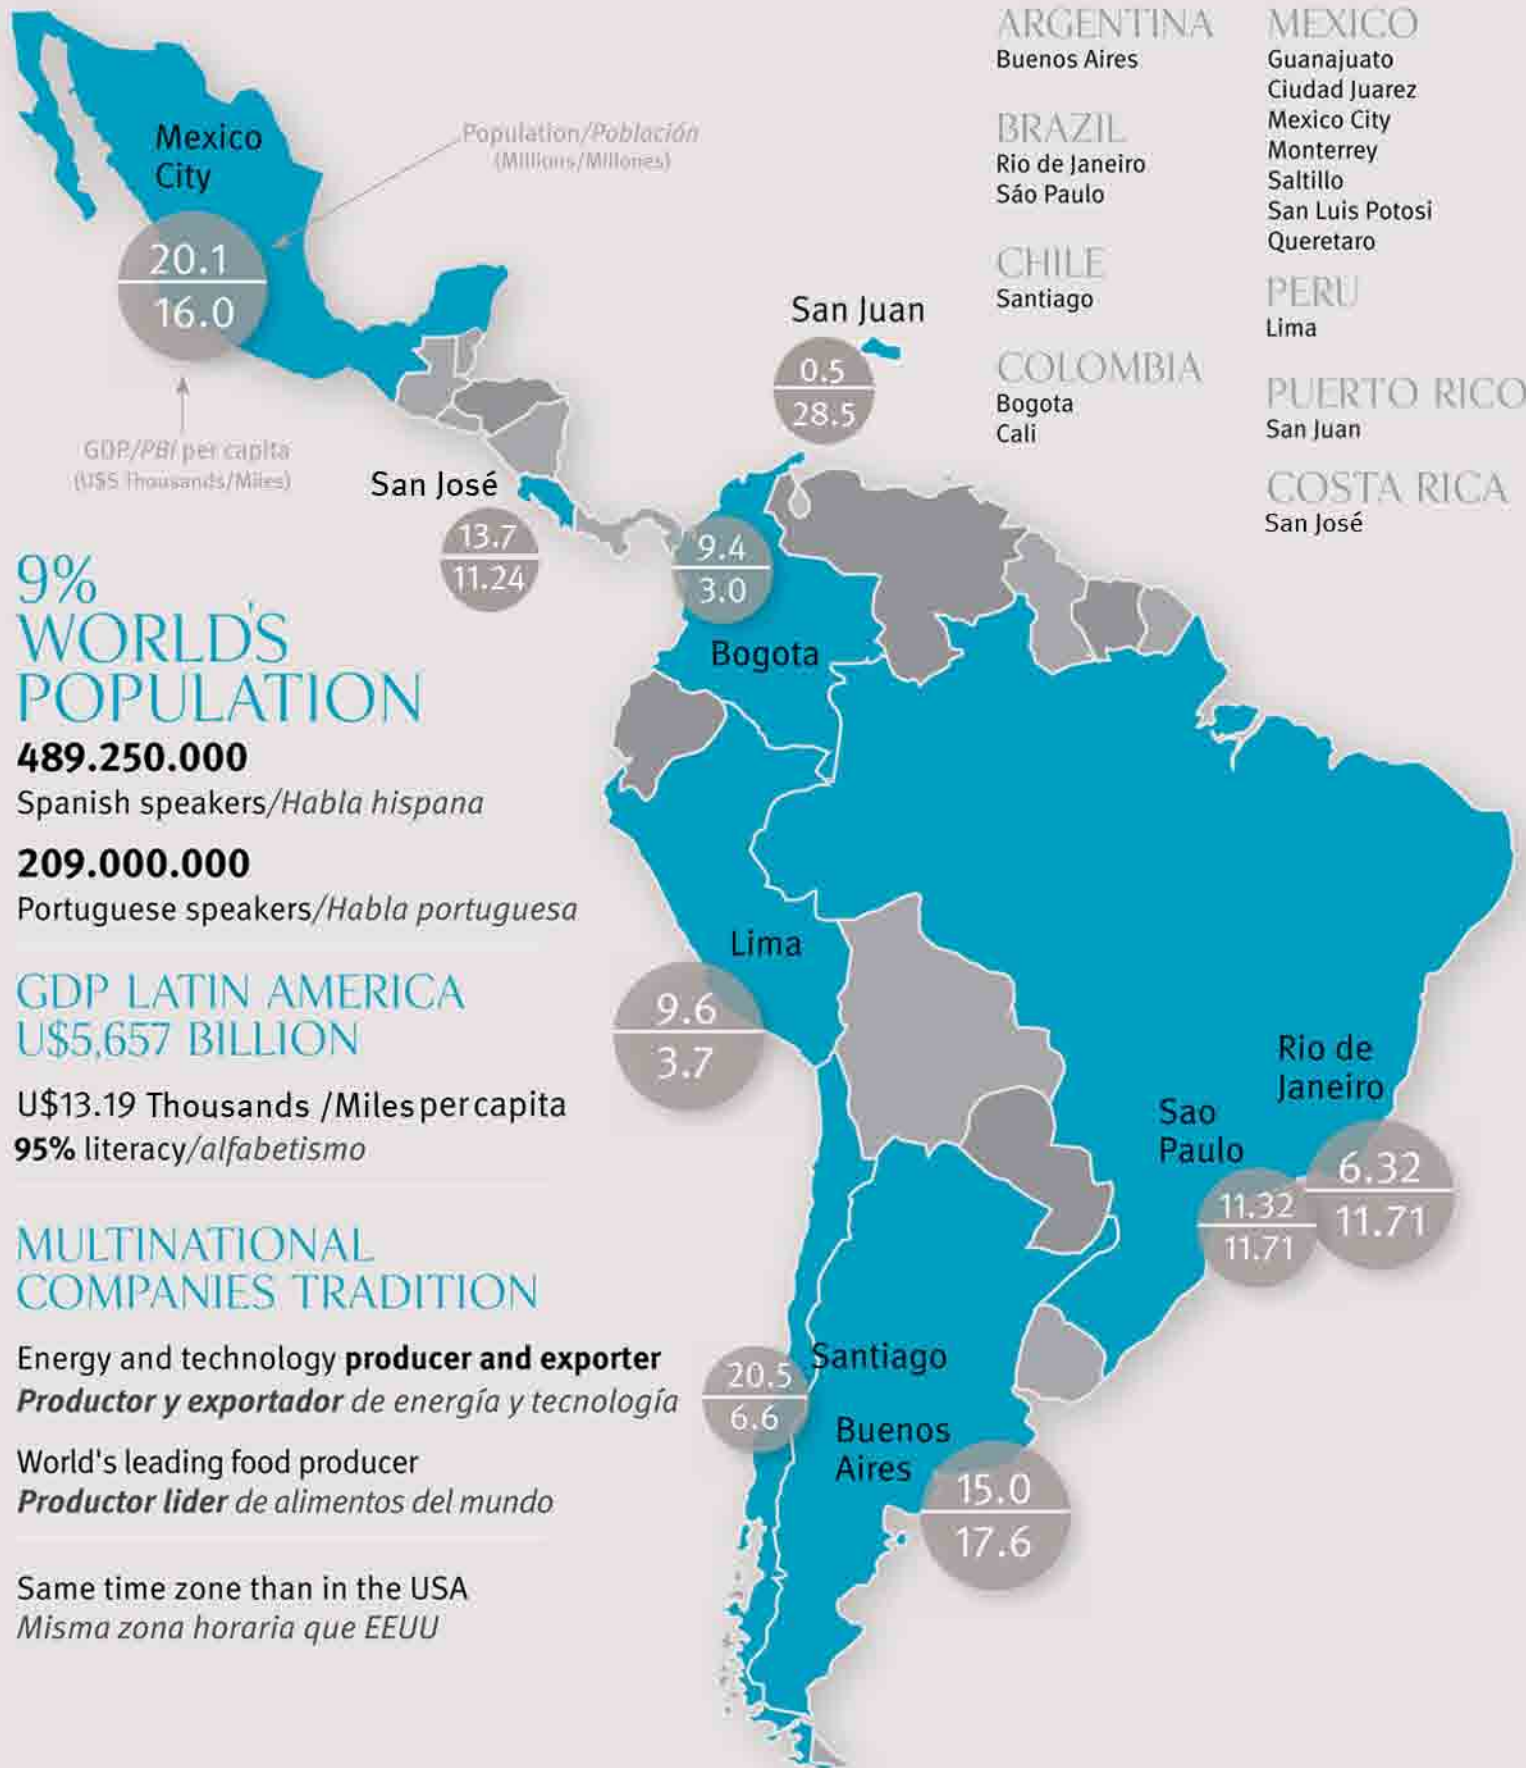 ARGENTINA
Buenos Aires
BRAZIL
Rio de Janeiro
Sáo Paulo
CHILE
Santiago
COLOMBIA
Bogota
Cali
MEXICO
Guanajuato
Ciudad Juarez
Mexico City
Monterrey
Saltillo
San Luis Potosi
Queretaro
PERU
Lima
PUERTO RICO
San Juan
COSTA RICA
San José
Mexico
City
20.1
16.0
Population/Población
(Millions/Millones)
GDP/PBI per capita
(U$S Thousands/Miles)
San Juan
0.5
28.5
San José
13.7
11.24
9.4
3.0
Bogota
Lima
9.6
3.7
Rio de
Janeiro
6.32
11.71
Sao
Paulo
11.32
11.71
Santiago
20.5
6.6
Buenos
Aires
15.0
17.6
9%
WORLD'S
POPULATION
489.250.000
Spanish speakers/Habla hispana
209.000.000
Portuguese speakers/Habla portuguesa
GDP LATIN AMERICA
U$5,657 BILLION
U$13.19 Thousands /Miles per capita
95% literacy/alfabetismo
MULTINATIONAL
COMPANIES TRADITION
Energy and technology producer and exporter
Productor y exportador de energía y tecnología
World's leading food producer
Productor lider de alimentos del mundo
Same time zone than in the USA
Misma zona horaria que EEUU